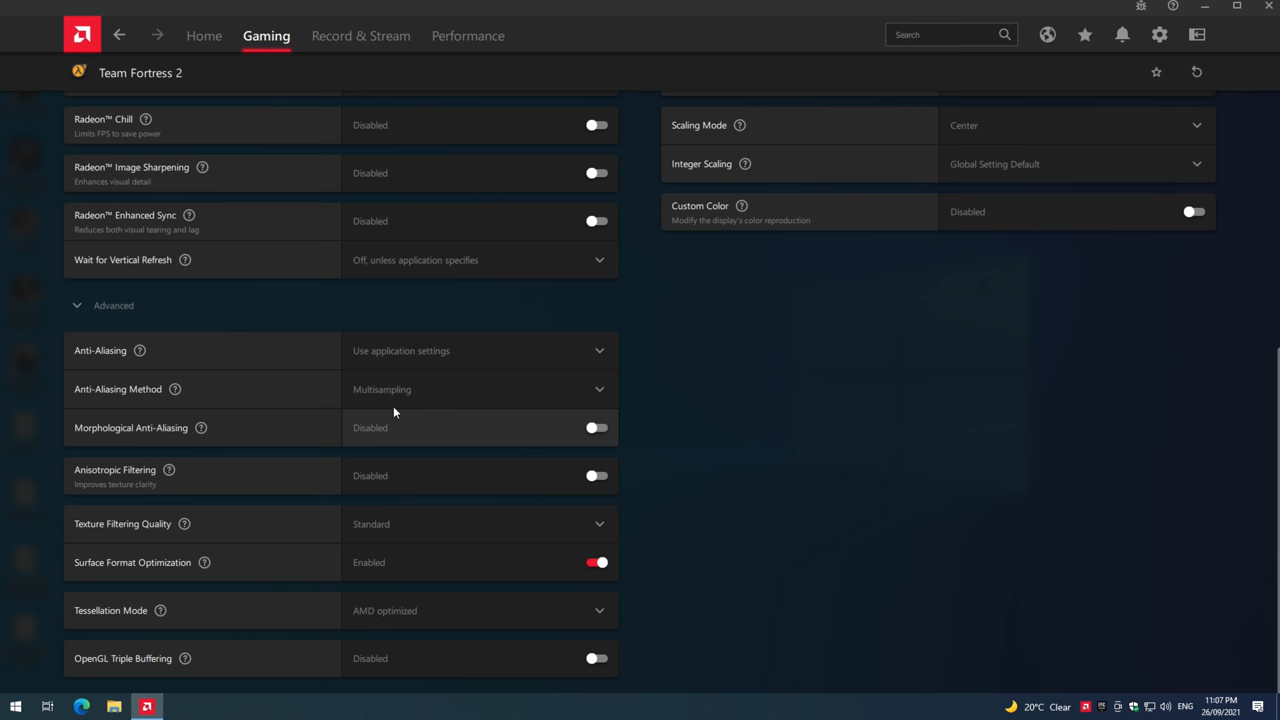 Home
Gaming
Record & Stream
Performance
Search
Team Fortress 2
Radeon™ Chill
Limits FPS to save power
Disabled
Radeon™ Image Sharpening
Enhances visual detail
Disabled
Radeon™ Enhanced Sync
Reduces both visual tearing and lag
Disabled
Wait for Vertical Refresh
Off, unless application specifies
Advanced
Anti-Aliasing
Use application settings
Anti-Aliasing Method
Multisampling
Morphological Anti-Aliasing
Disabled
Anisotropic Filtering
Improves texture clarity
Disabled
Texture Filtering Quality
Standard
Surface Format Optimization
Enabled
Tessellation Mode
AMD optimized
OpenGL Triple Buffering
Disabled
Scaling Mode
Center
Integer Scaling
Global Setting Default
Custom Color
Modify the display's color reproduction
Disabled
20°C Clear
ENG
11:07 PM
26/09/2021